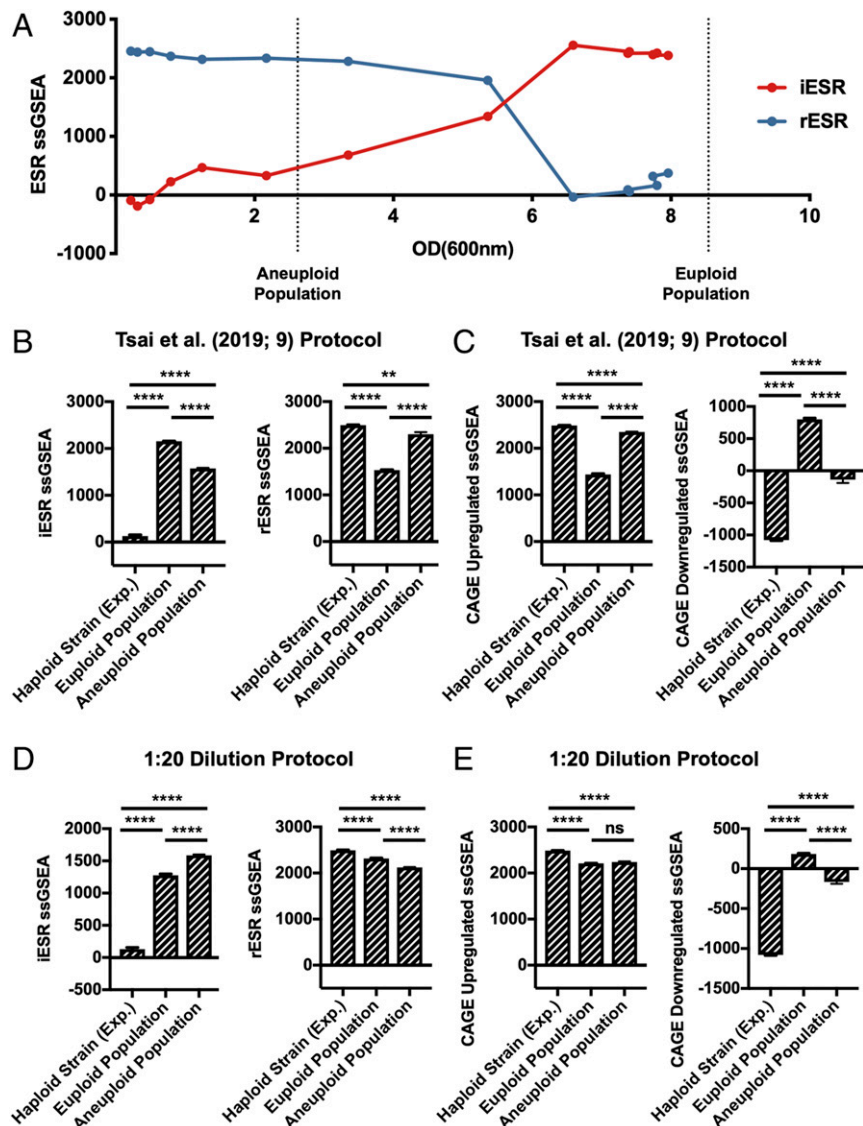 A
3000
2000
1000
0
-1000
ESR ssGSEA
2
4
6
8
10
OD(600nm)
iESR
rESR
Aneuploid
Population
Euploid
Population
B
Tsai et al. (2019; 9) Protocol
****
****
****
3000
2000
1000
0
iESR ssGSEA
Haploid Strain (Exp.)
Euploid Population
Aneuploid Population
**
****
****
3000
2000
1000
0
rESR ssGSEA
Haploid Strain (Exp.)
Euploid Population
Aneuploid Population
C
Tsai et al. (2019; 9) Protocol
****
****
****
3000
2000
1000
0
CAGE Upregulated ssGSEA
Haploid Strain (Exp.)
Euploid Population
Aneuploid Population
****
****
****
1000
500
0
-500
-1000
-1500
CAGE Downregulated ssGSEA
Haploid Strain (Exp.)
Euploid Population
Aneuploid Population
D
1:20 Dilution Protocol
****
****
****
2000
1500
1000
500
0
-500
iESR ssGSEA
Haploid Strain (Exp.)
Euploid Population
Aneuploid Population
****
****
****
3000
2000
1000
0
rESR ssGSEA
Haploid Strain (Exp.)
Euploid Population
Aneuploid Population
E
1:20 Dilution Protocol
****
****
ns
3000
2000
1000
0
CAGE Upregulated ssGSEA
Haploid Strain (Exp.)
Euploid Population
Aneuploid Population
****
****
****
500
0
-500
-1000
-1500
CAGE Downregulated ssGSEA
Haploid Strain (Exp.)
Euploid Population
Aneuploid Population